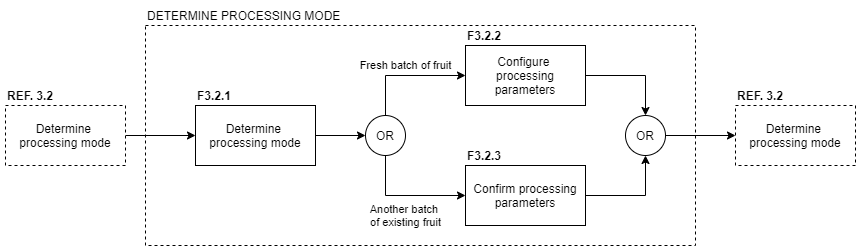 DETERMINE PROCESSING MODE
REF. 3.2
Determine
processing mode
F3.2.1
Determine
processing mode
OR
Fresh batch of fruit
F3.2.2
Configure
processing
parameters
Another batch
of existing fruit
F3.2.3
Confirm processing
parameters
OR
REF. 3.2
Determine
processing mode